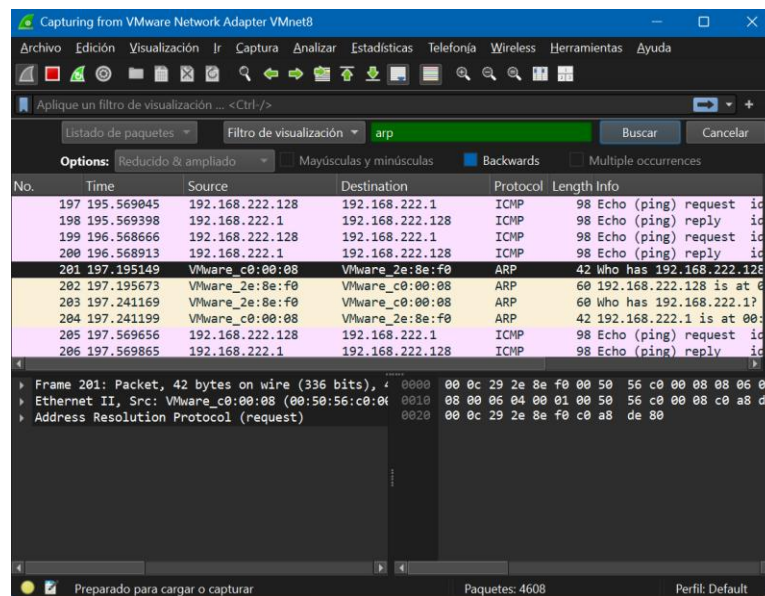 Capturing from VMware Network Adapter VMnet8
Archivo Edición Visualización Ir Captura Analizar Estadísticas Telefonía Wireless Herramientas Ayuda
Aplique un filtro de visualización ... <Ctrl-/>
Listado de paquetes Filtro de visualización arp Buscar Cancelar
Options: Reducido & ampliado Mayúsculas y minúsculas Backwards Multiple occurrences
No. Time Source Destination Protocol Length Info
197 195.569045 192.168.222.128 192.168.222.1 ICMP 98 Echo (ping) request
198 195.569398 192.168.222.1 192.168.222.128 ICMP 98 Echo (ping) reply
199 196.568666 192.168.222.128 192.168.222.1 ICMP 98 Echo (ping) request
200 196.568913 192.168.222.1 192.168.222.128 ICMP 98 Echo (ping) reply
201 197.195149 VMware_c0:00:08 VMware_2e:8e:f0 ARP 42 Who has 192.168.222.128
202 197.195673 VMware_2e:8e:f0 VMware_c0:00:08 ARP 60 192.168.222.128 is at
203 197.241169 VMware_2e:8e:f0 VMware_c0:00:08 ARP 60 Who has 192.168.222.1?
204 197.241199 VMware_c0:00:08 VMware_2e:8e:f0 ARP 42 192.168.222.1 is at 00:
205 197.569656 192.168.222.128 192.168.222.1 ICMP 98 Echo (ping) request
206 197.569865 192.168.222.1 192.168.222.128 ICMP 98 Echo (ping) reply
Frame 201: Packet, 42 bytes on wire (336 bits), 0000 00 0c 29 2e 8e f0 00 50 56 c0 00 08 08 06
Ethernet II, Src: VMware_c0:00:08 (00:50:56:c0:00 0010 08 00 06 04 00 01 00 50 56 c0 00 08 c0 a8
Address Resolution Protocol (request) 0020 00 0c 29 2e 8e f0 c0 a8 de 80
Preparado para cargar o capturar Paquetes: 4608 Perfil: Default